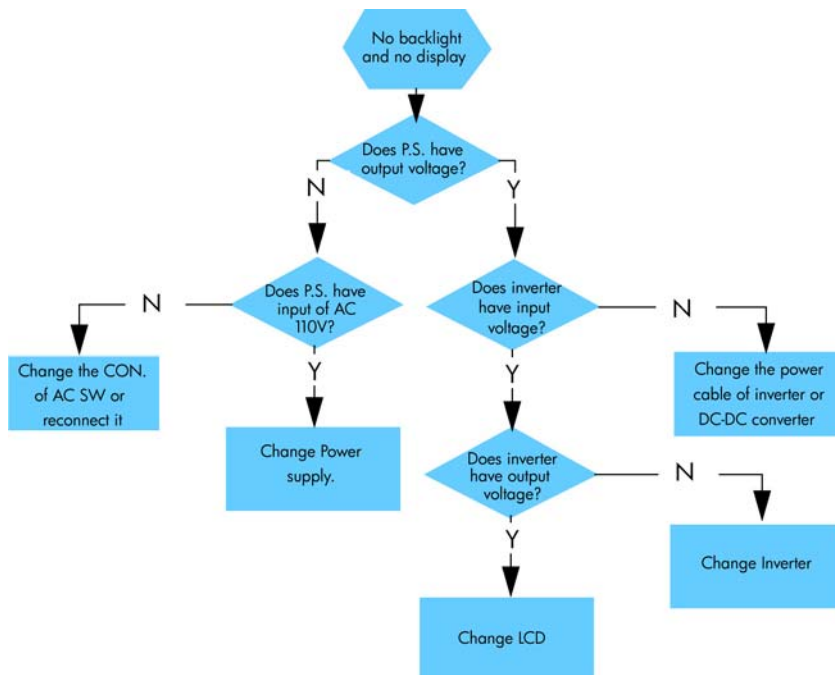 No backlight
and no display
Does P.S. have
output voltage?
N
Y
Does P.S. have
input of AC
110V?
Does inverter
have input
voltage?
N
N
Change the CON.
of AC SW or
reconnect it
Y
Y
Change the power
cable of inverter or
DC-DC converter
Change Power
supply.
Does inverter
have output
voltage?
N
Y
Change Inverter
Change LCD